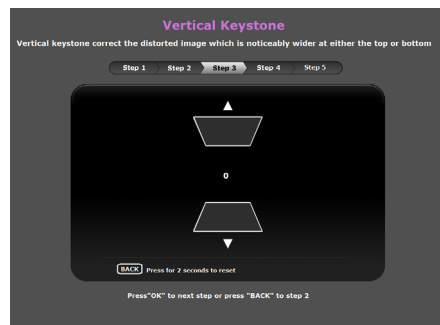 Vertical Keystone
Vertical keystone correct the distorted image which is noticeably wider at either the top or bottom
Step 1 Step 2 Step 3 Step 4 Step 5
0
BACK Press for 2 seconds to reset
Press"OK" to next step or press "BACK" to step 2